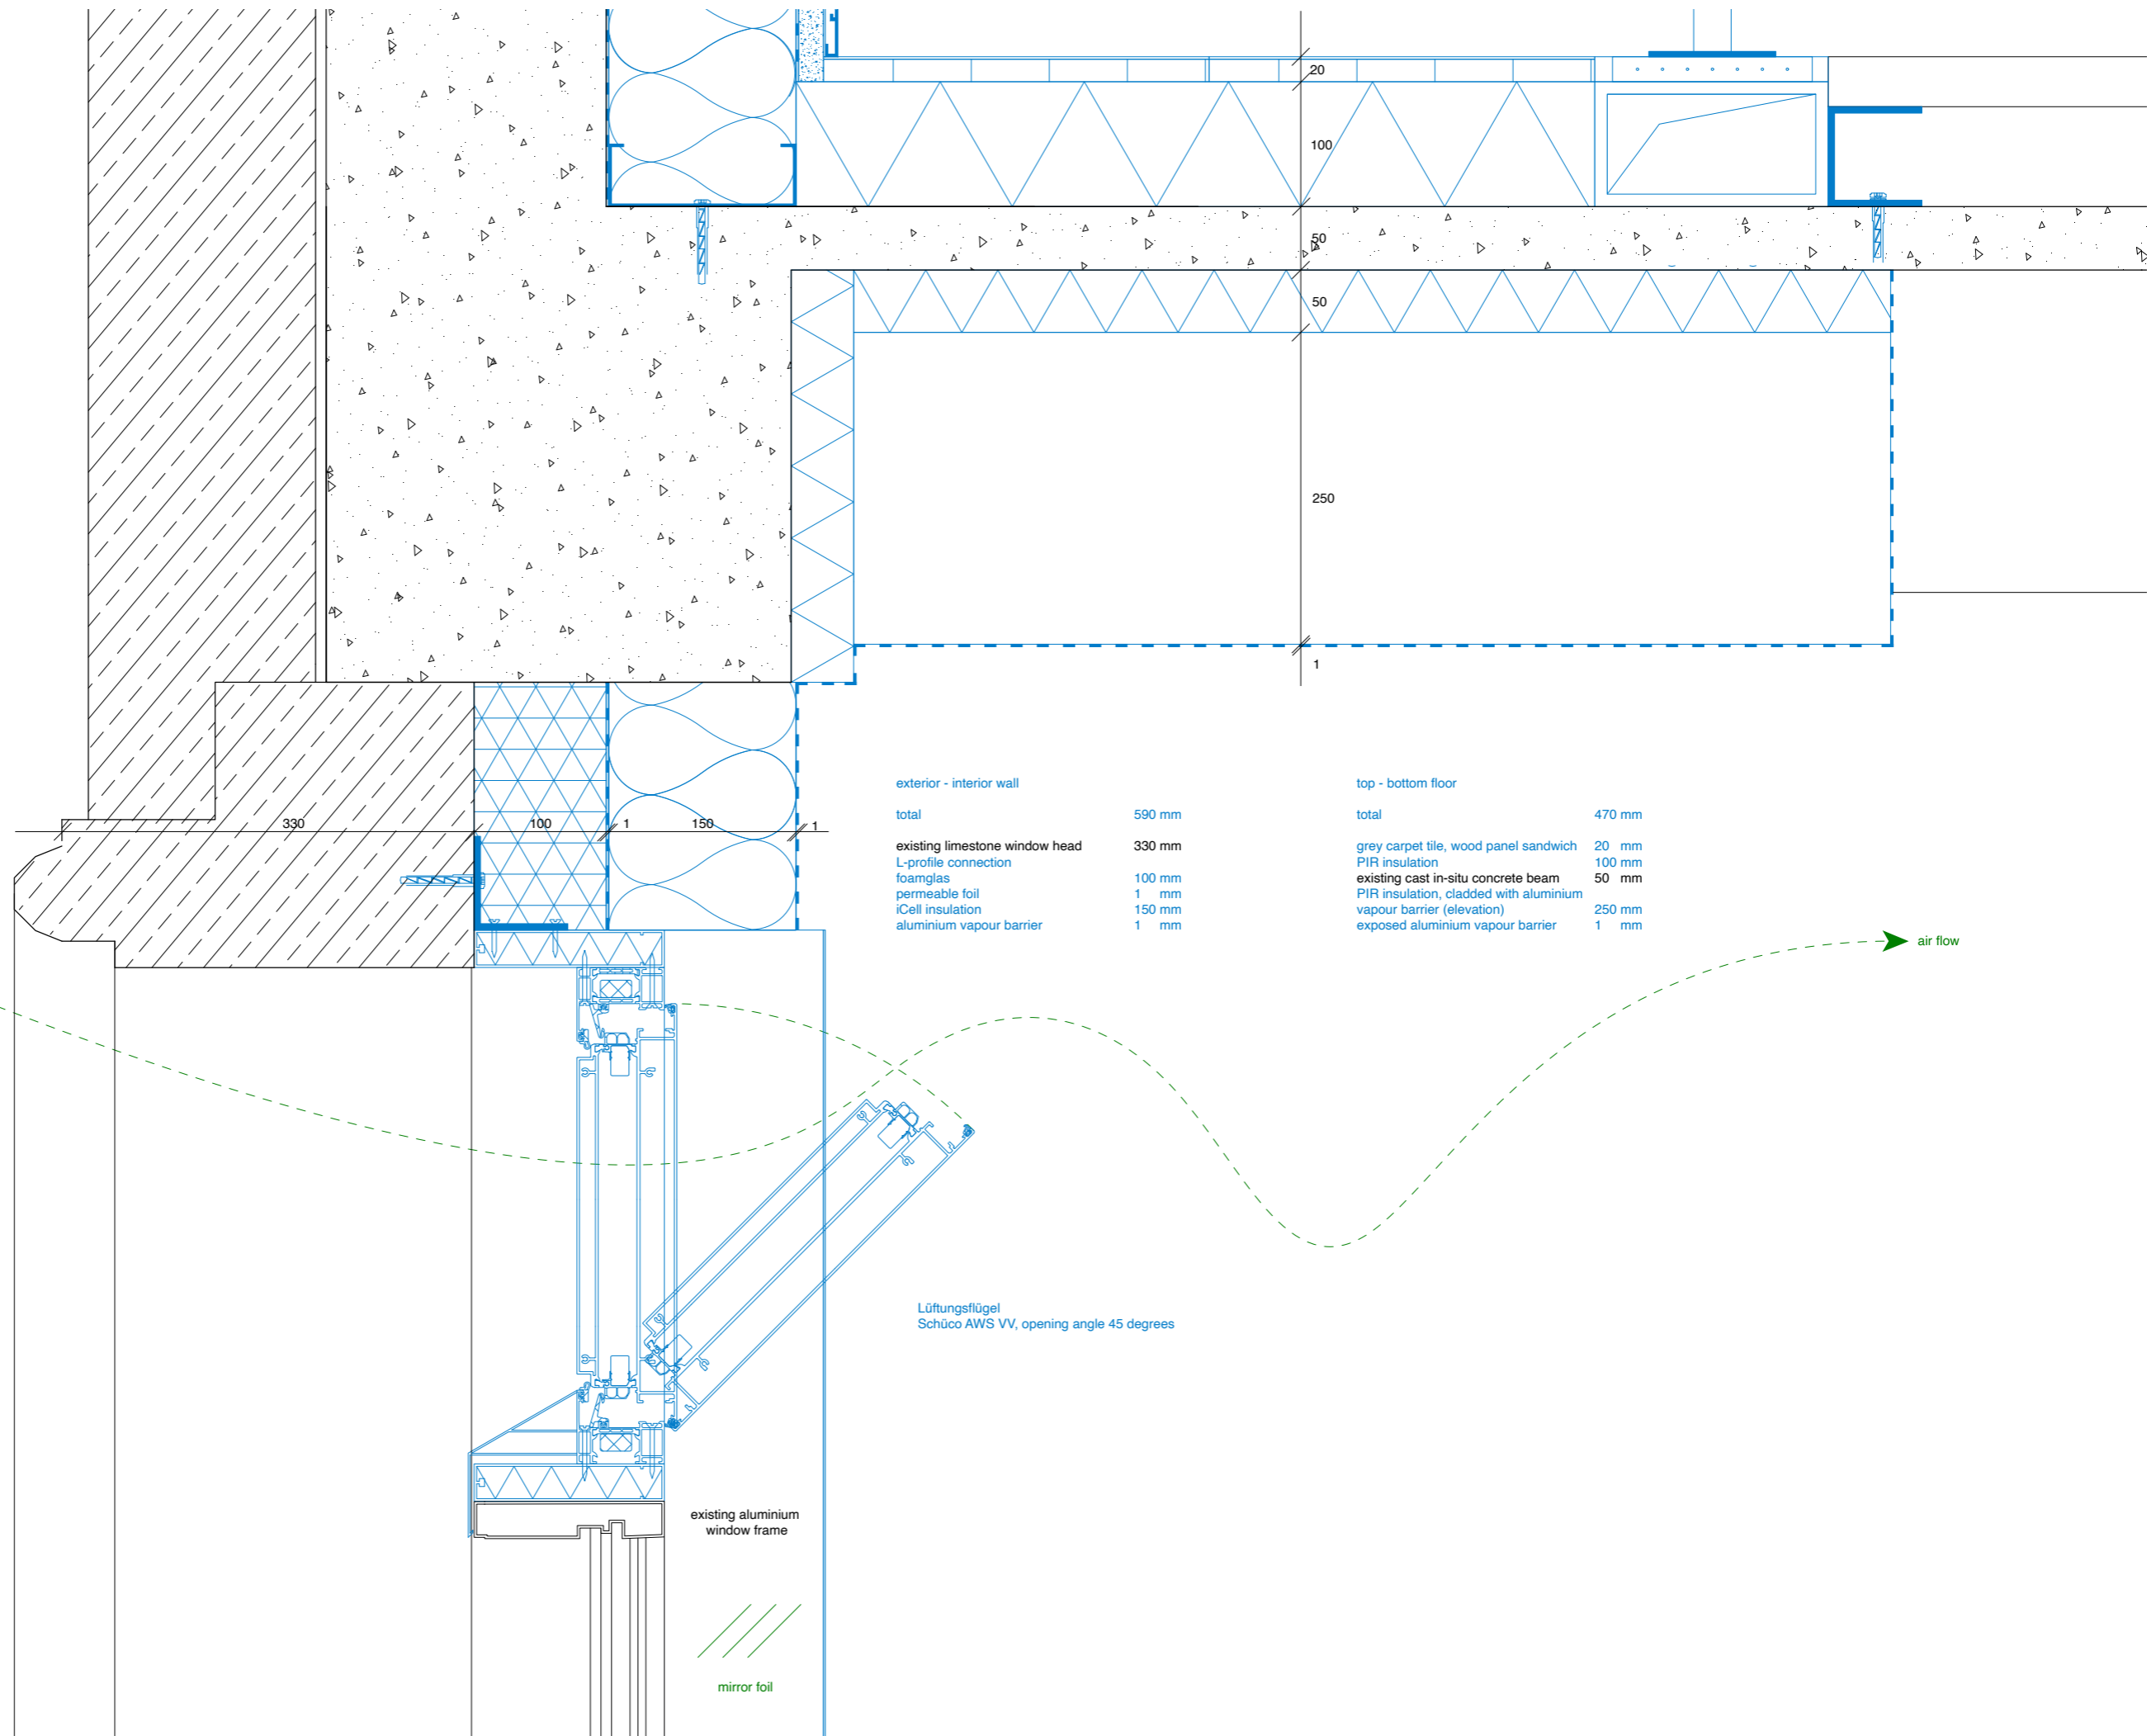 20
100
50
50
250
1
330
100
1
150
1
exterior - interior wall
total 590 mm
existing limestone window head 330 mm
L-profile connection
foamglas 100 mm
permeable foil 1 mm
iCell insulation 150 mm
aluminium vapour barrier 1 mm
top - bottom floor
total 470 mm
grey carpet tile, wood panel sandwich 20 mm
PIR insulation 100 mm
existing cast in-situ concrete beam 50 mm
PIR insulation, cladded with aluminium
vapour barrier (elevation) 250 mm
exposed aluminium vapour barrier 1 mm
air flow
Lüftungsflügel
Schüco AWS VV, opening angle 45 degrees
existing aluminium
window frame
mirror foil